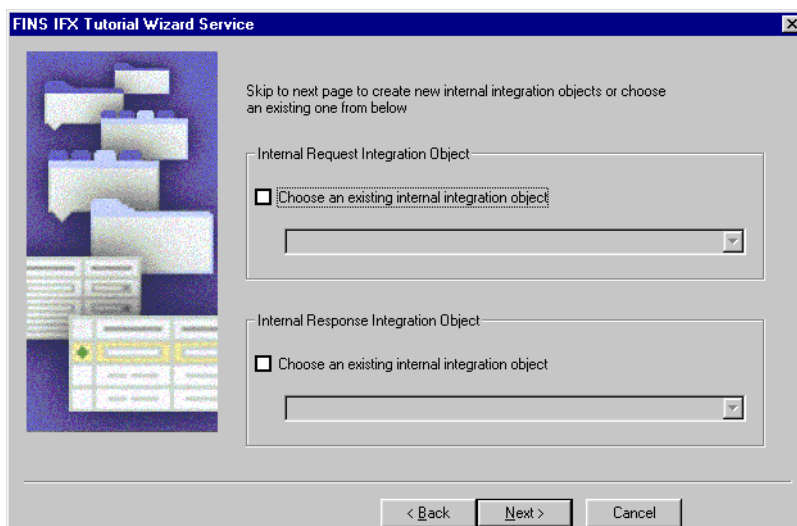 FINS IFX Tutorial Wizard Service
Skip to next page to create new internal integration objects or choose
an existing one from below
Internal Request Integration Object
Choose an existing internal integration object
Internal Response Integration Object
Choose an existing internal integration object
< Back
Next >
Cancel